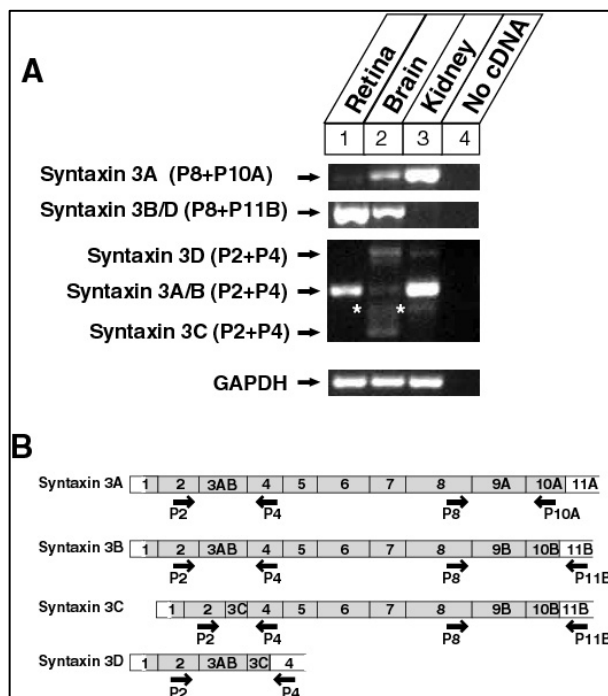 A
Retina Brain Kidney No cDNA
1 2 3 4
Syntaxin 3A (P8+P10A)
Syntaxin 3B/D (P8+P11B)
Syntaxin 3D (P2+P4)
Syntaxin 3A/B (P2+P4)
* *
Syntaxin 3C (P2+P4)
GAPDH
B
Syntaxin 3A 1 2 3AB 4 5 6 7 8 9A 10A 11A
P2 P4 P8 P10A
Syntaxin 3B 1 2 3AB 4 5 6 7 8 9B 10B 11B
P2 P4 P8 P11B
Syntaxin 3C 1 2 3C 4 5 6 7 8 9B 10B 11B
P2 P4 P8 P11B
Syntaxin 3D 1 2 3AB 3C 4
P2 P4